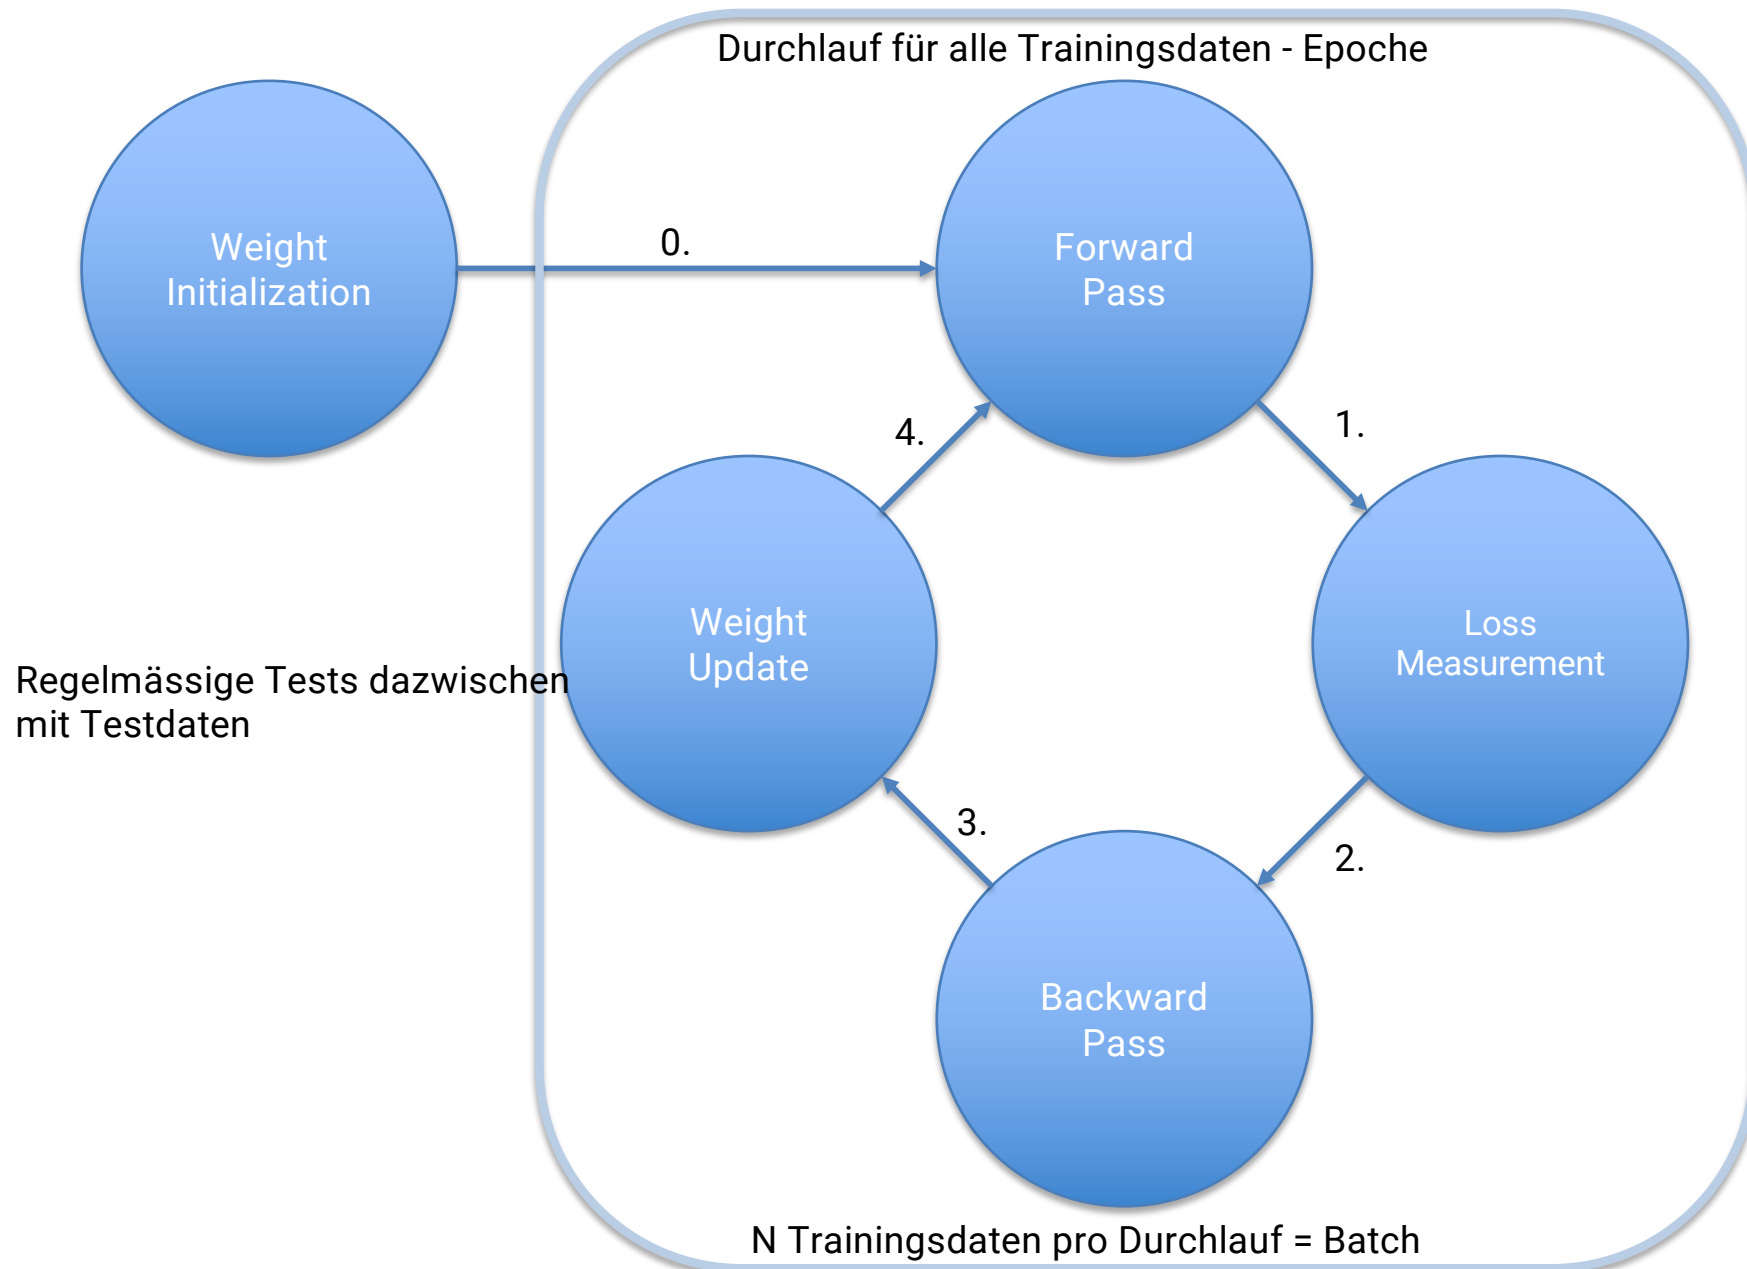 Durchlauf für alle Trainingsdaten - Epoche
Weight
Initialization
0.
Forward
Pass
4.
1.
Weight
Update
Loss
Measurement
Regelmässige Tests dazwischen
mit Testdaten
3.
2.
Backward
Pass
N Trainingsdaten pro Durchlauf = Batch